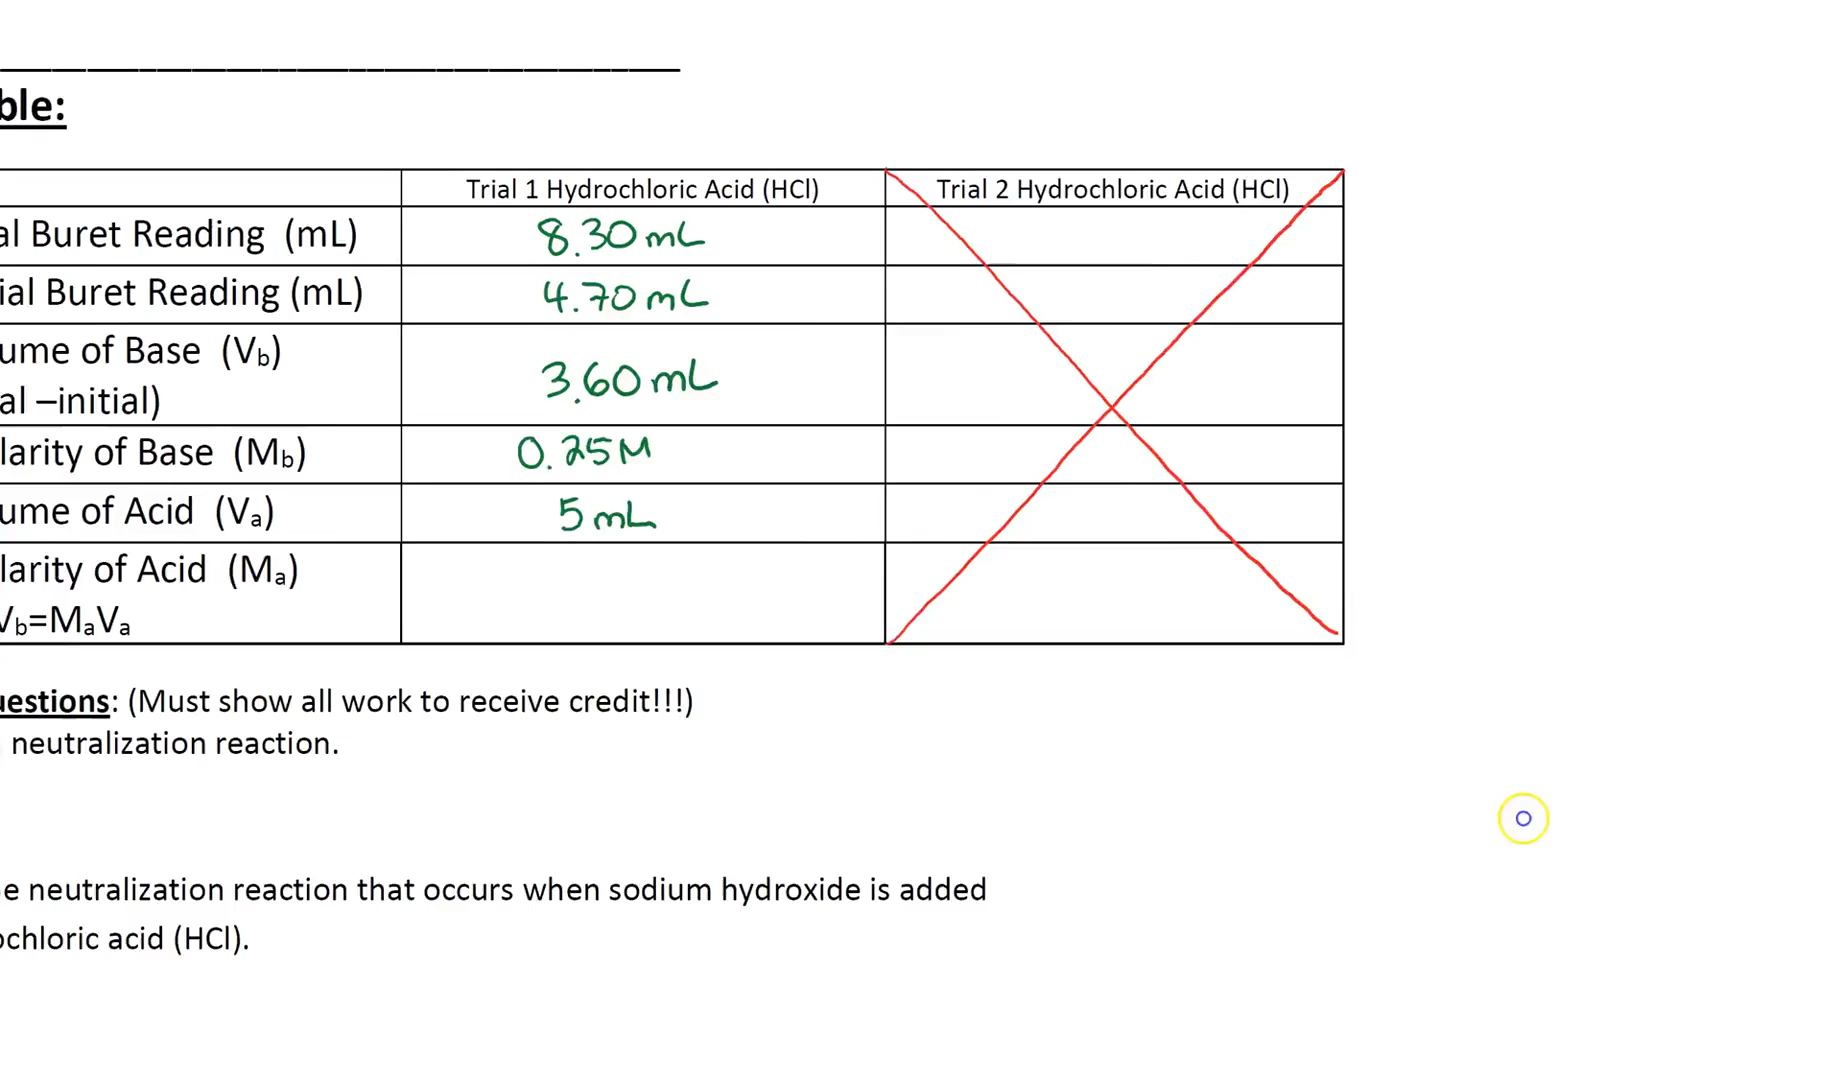 ble:
Trial 1 Hydrochloric Acid (HCl) Trial 2 Hydrochloric Acid (HCl)
al Buret Reading (mL) 8.30 mL
ial Buret Reading (mL) 4.70 mL
ume of Base (Vb) 3.60 mL
al –initial)
larity of Base (Mb) 0.25 M
ume of Acid (Va) 5 mL
larity of Acid (Ma)
Vb=MaVa
uestions: (Must show all work to receive credit!!!)
neutralization reaction.
e neutralization reaction that occurs when sodium hydroxide is added
ochloric acid (HCl).